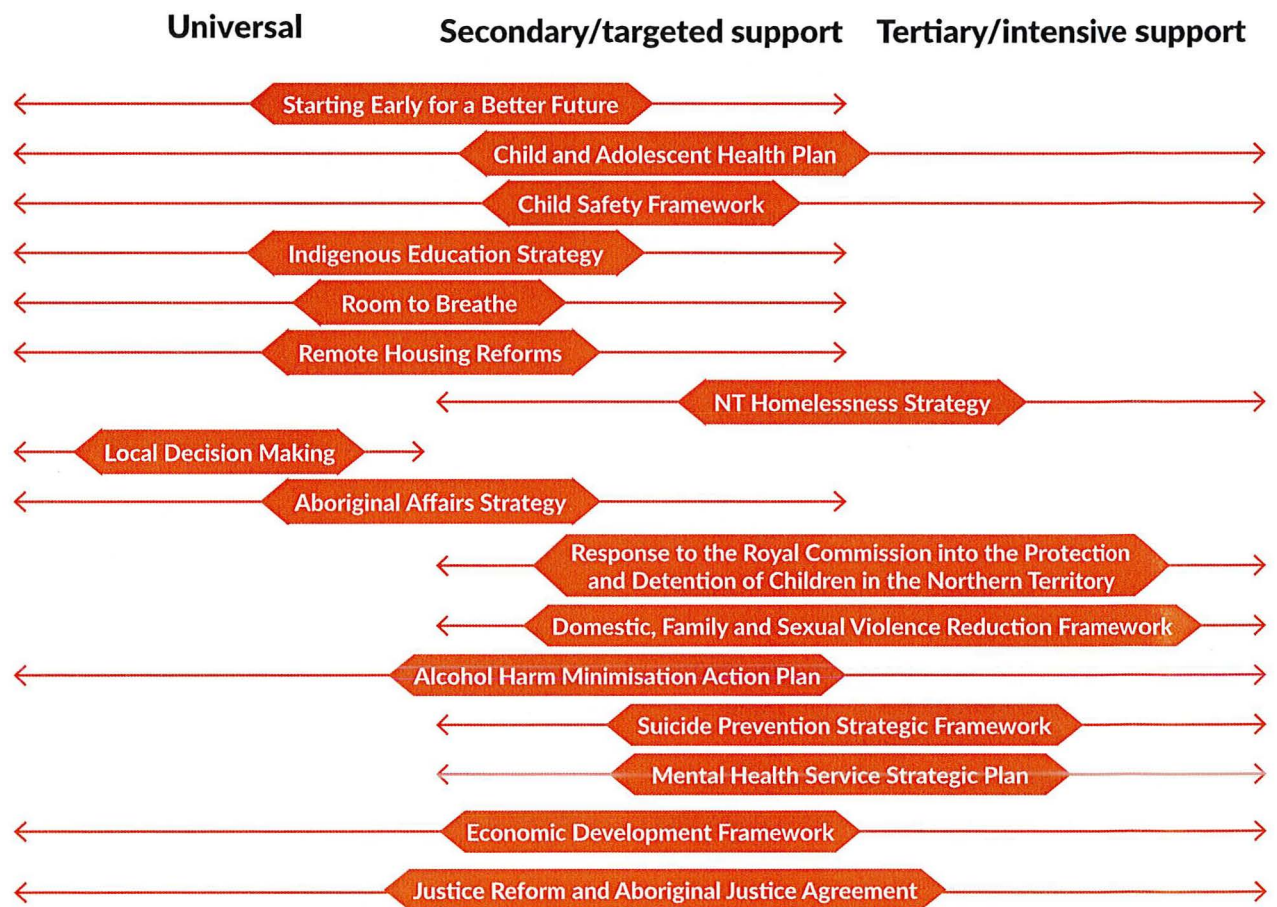 Universal
Secondary/targeted support
Tertiary/intensive support
Starting Early for a Better Future
Child and Adolescent Health Plan
Child Safety Framework
Indigenous Education Strategy
Room to Breathe
Remote Housing Reforms
NT Homelessness Strategy
Local Decision Making
Aboriginal Affairs Strategy
Response to the Royal Commission into the Protection
and Detention of Children in the Northern Territory
Domestic, Family and Sexual Violence Reduction Framework
Alcohol Harm Minimisation Action Plan
Suicide Prevention Strategic Framework
Mental Health Service Strategic Plan
Economic Development Framework
Justice Reform and Aboriginal Justice Agreement